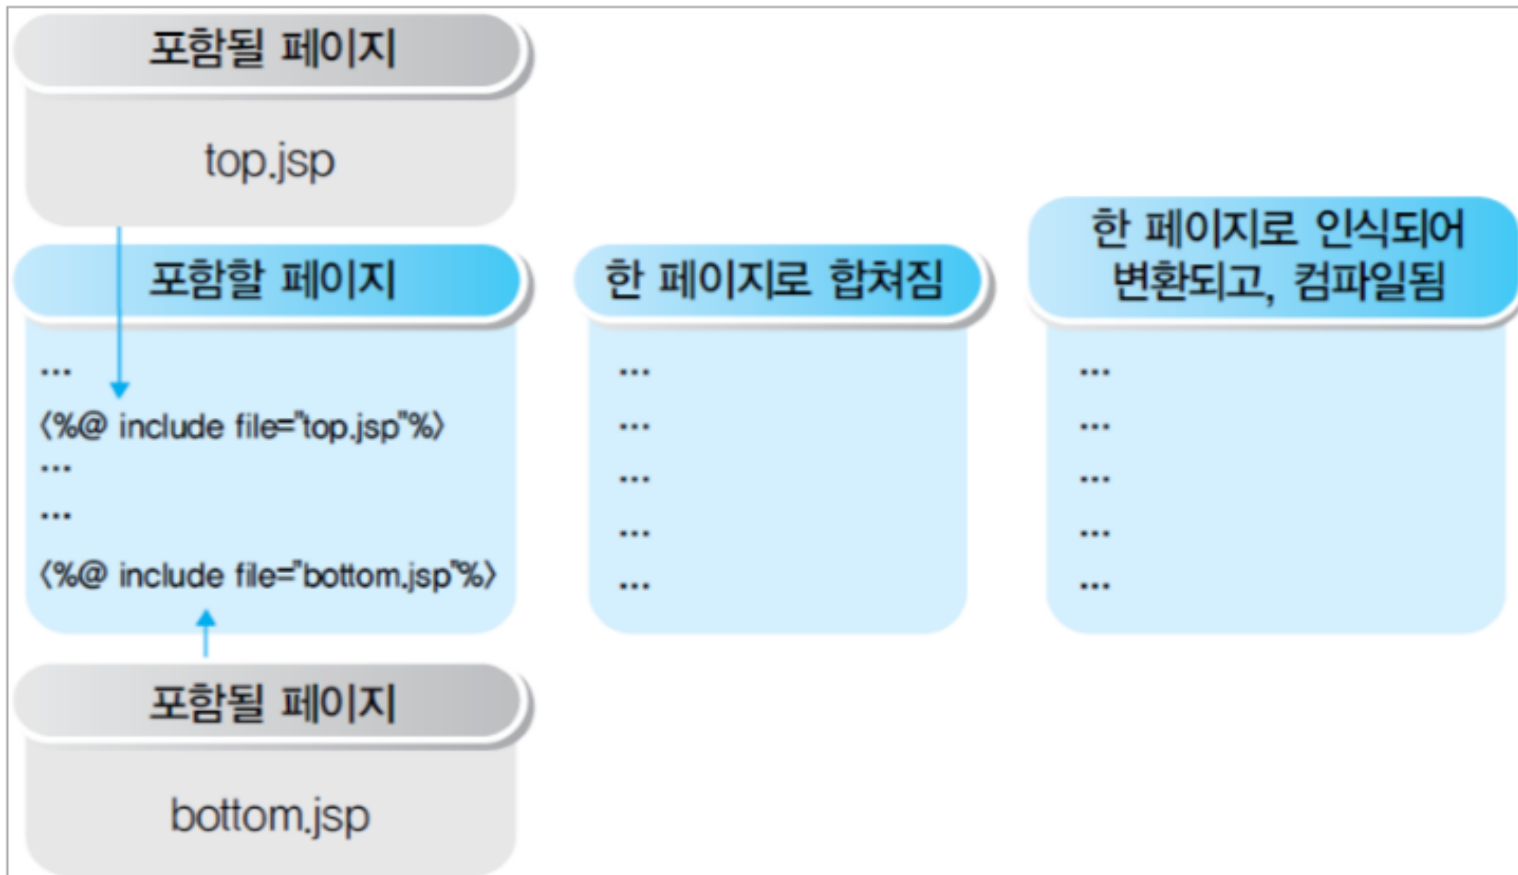 포함될 페이지
top.jsp
포함할 페이지
...
<%@ include file="top.jsp"%>
...
...
<%@ include file="bottom.jsp"%>
포함될 페이지
bottom.jsp
한 페이지로 합쳐짐
...
...
...
...
...
한 페이지로 인식되어
변환되고, 컴파일됨
...
...
...
...
...